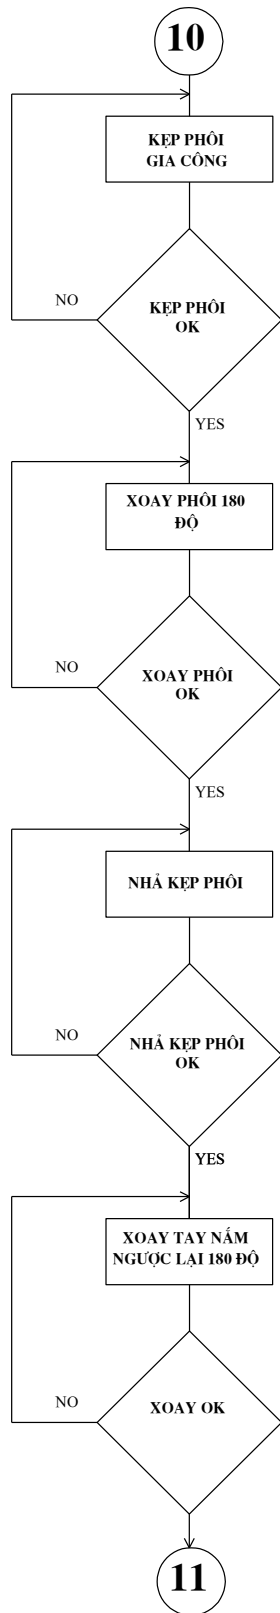 10
KẸP PHÔI
GIA CÔNG
NO
KẸP PHÔI
OK
YES
XOAY PHÔI 180
ĐỘ
NO
XOAY PHÔI
OK
YES
NHẢ KẸP PHÔI
NO
NHẢ KẸP PHÔI
OK
YES
XOAY TAY NẮM
NGƯỢC LẠI 180 ĐỘ
NO
XOAY OK
11